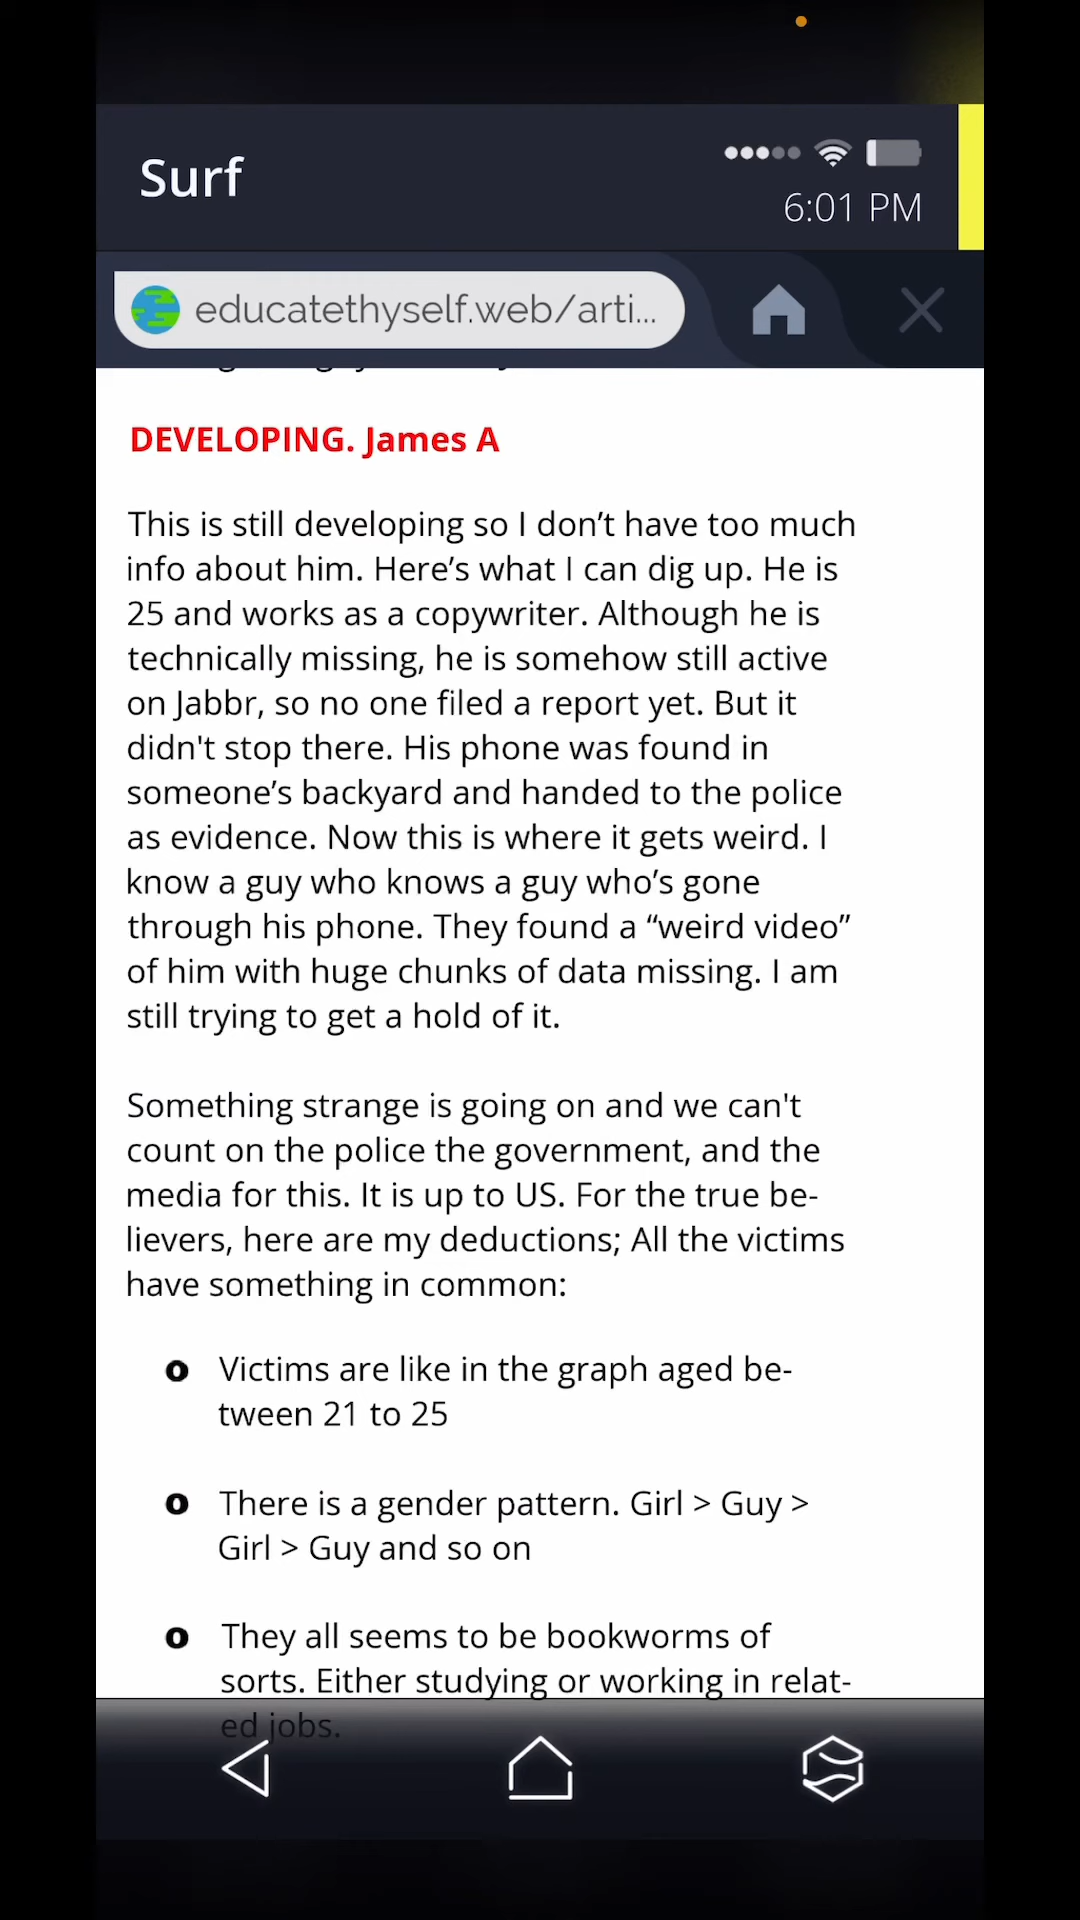 Surf
6:01 PM
educatethyself.web/arti...
DEVELOPING. James A
This is still developing so I don’t have too much
info about him. Here’s what I can dig up. He is
25 and works as a copywriter. Although he is
technically missing, he is somehow still active
on Jabbr, so no one filed a report yet. But it
didn't stop there. His phone was found in
someone’s backyard and handed to the police
as evidence. Now this is where it gets weird. I
know a guy who knows a guy who’s gone
through his phone. They found a “weird video”
of him with huge chunks of data missing. I am
still trying to get a hold of it.
Something strange is going on and we can't
count on the police the government, and the
media for this. It is up to US. For the true be-
lievers, here are my deductions; All the victims
have something in common:
o Victims are like in the graph aged be-
tween 21 to 25
o There is a gender pattern. Girl > Guy >
Girl > Guy and so on
o They all seems to be bookworms of
sorts. Either studying or working in relat-
ed jobs.